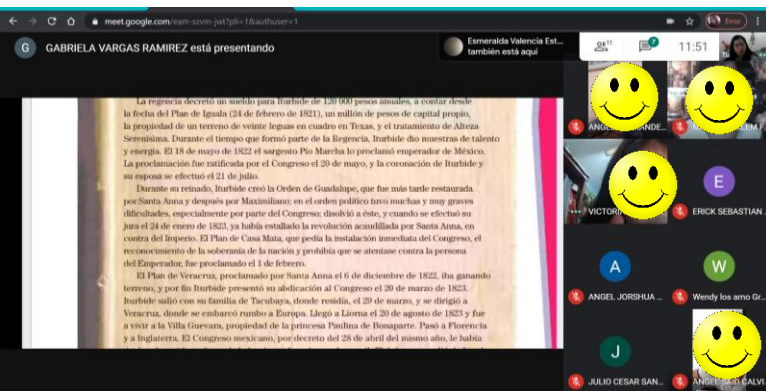 meet.google.com/eam-szvm-jwt?pli=1&authuser=1
Error
G GABRIELA VARGAS RAMIREZ está presentando
Esmeralda Valencia Est...
también está aquí
11
11:51
Tú
La regencia decretó un sueldo para Iturbide de 120 000 pesos anuales, a contar desde
la fecha del Plan de Iguala (24 de febrero de 1821), un millón de pesos de capital propio,
la propiedad de un terreno de veinte leguas en cuadro en Texas, y el tratamiento de Alteza
Serenísima. Durante el tiempo que formó parte de la Regencia, Iturbide dio muestras de talento
y energía. El 18 de mayo de 1822 el sargento Pío Marcha lo proclamó emperador de México.
La proclamación fue ratificada por el Congreso el 20 de mayo, y la coronación de Iturbide y
su esposa se efectuó el 21 de julio.
Durante su reinado, Iturbide creó la Orden de Guadalupe, que fue más tarde restaurada
por Santa Anna y después por Maximiliano; en el orden político tuvo muchas y muy graves
dificultades, especialmente por parte del Congreso; disolvió a éste, y cuando se efectuó su
jura el 24 de enero de 1823, ya había estallado la revolución acaudillada por Santa Anna, en
contra del Imperio. El Plan de Casa Mata, que pedía la instalación inmediata del Congreso, el
reconocimiento de la soberanía de la nación y prohibía que se atentase contra la persona
del Emperador, fue proclamado el 1 de febrero.
El Plan de Veracruz, proclamado por Santa Anna el 6 de diciembre de 1822, iba ganando
terreno, y por fin Iturbide presentó su abdicación al Congreso el 20 de marzo de 1823.
Iturbide salió con su familia de Tacubaya, donde residía, el 29 de marzo, y se dirigió a
Veracruz, donde se embarcó rumbo a Europa. Llegó a Liorna el 20 de agosto de 1823 y fue
a vivir a la Villa Guevara, propiedad de la princesa Paulina de Bonaparte. Pasó a Florencia
y a Inglaterra. El Congreso mexicano, por decreto del 28 de abril del mismo año, le había
VICTORI
E
ERICK SEBASTIAN
A
ANGEL JORSHUA ...
W
Wendy los amo Gr...
J
JULIO CESAR SAN...
CALVI